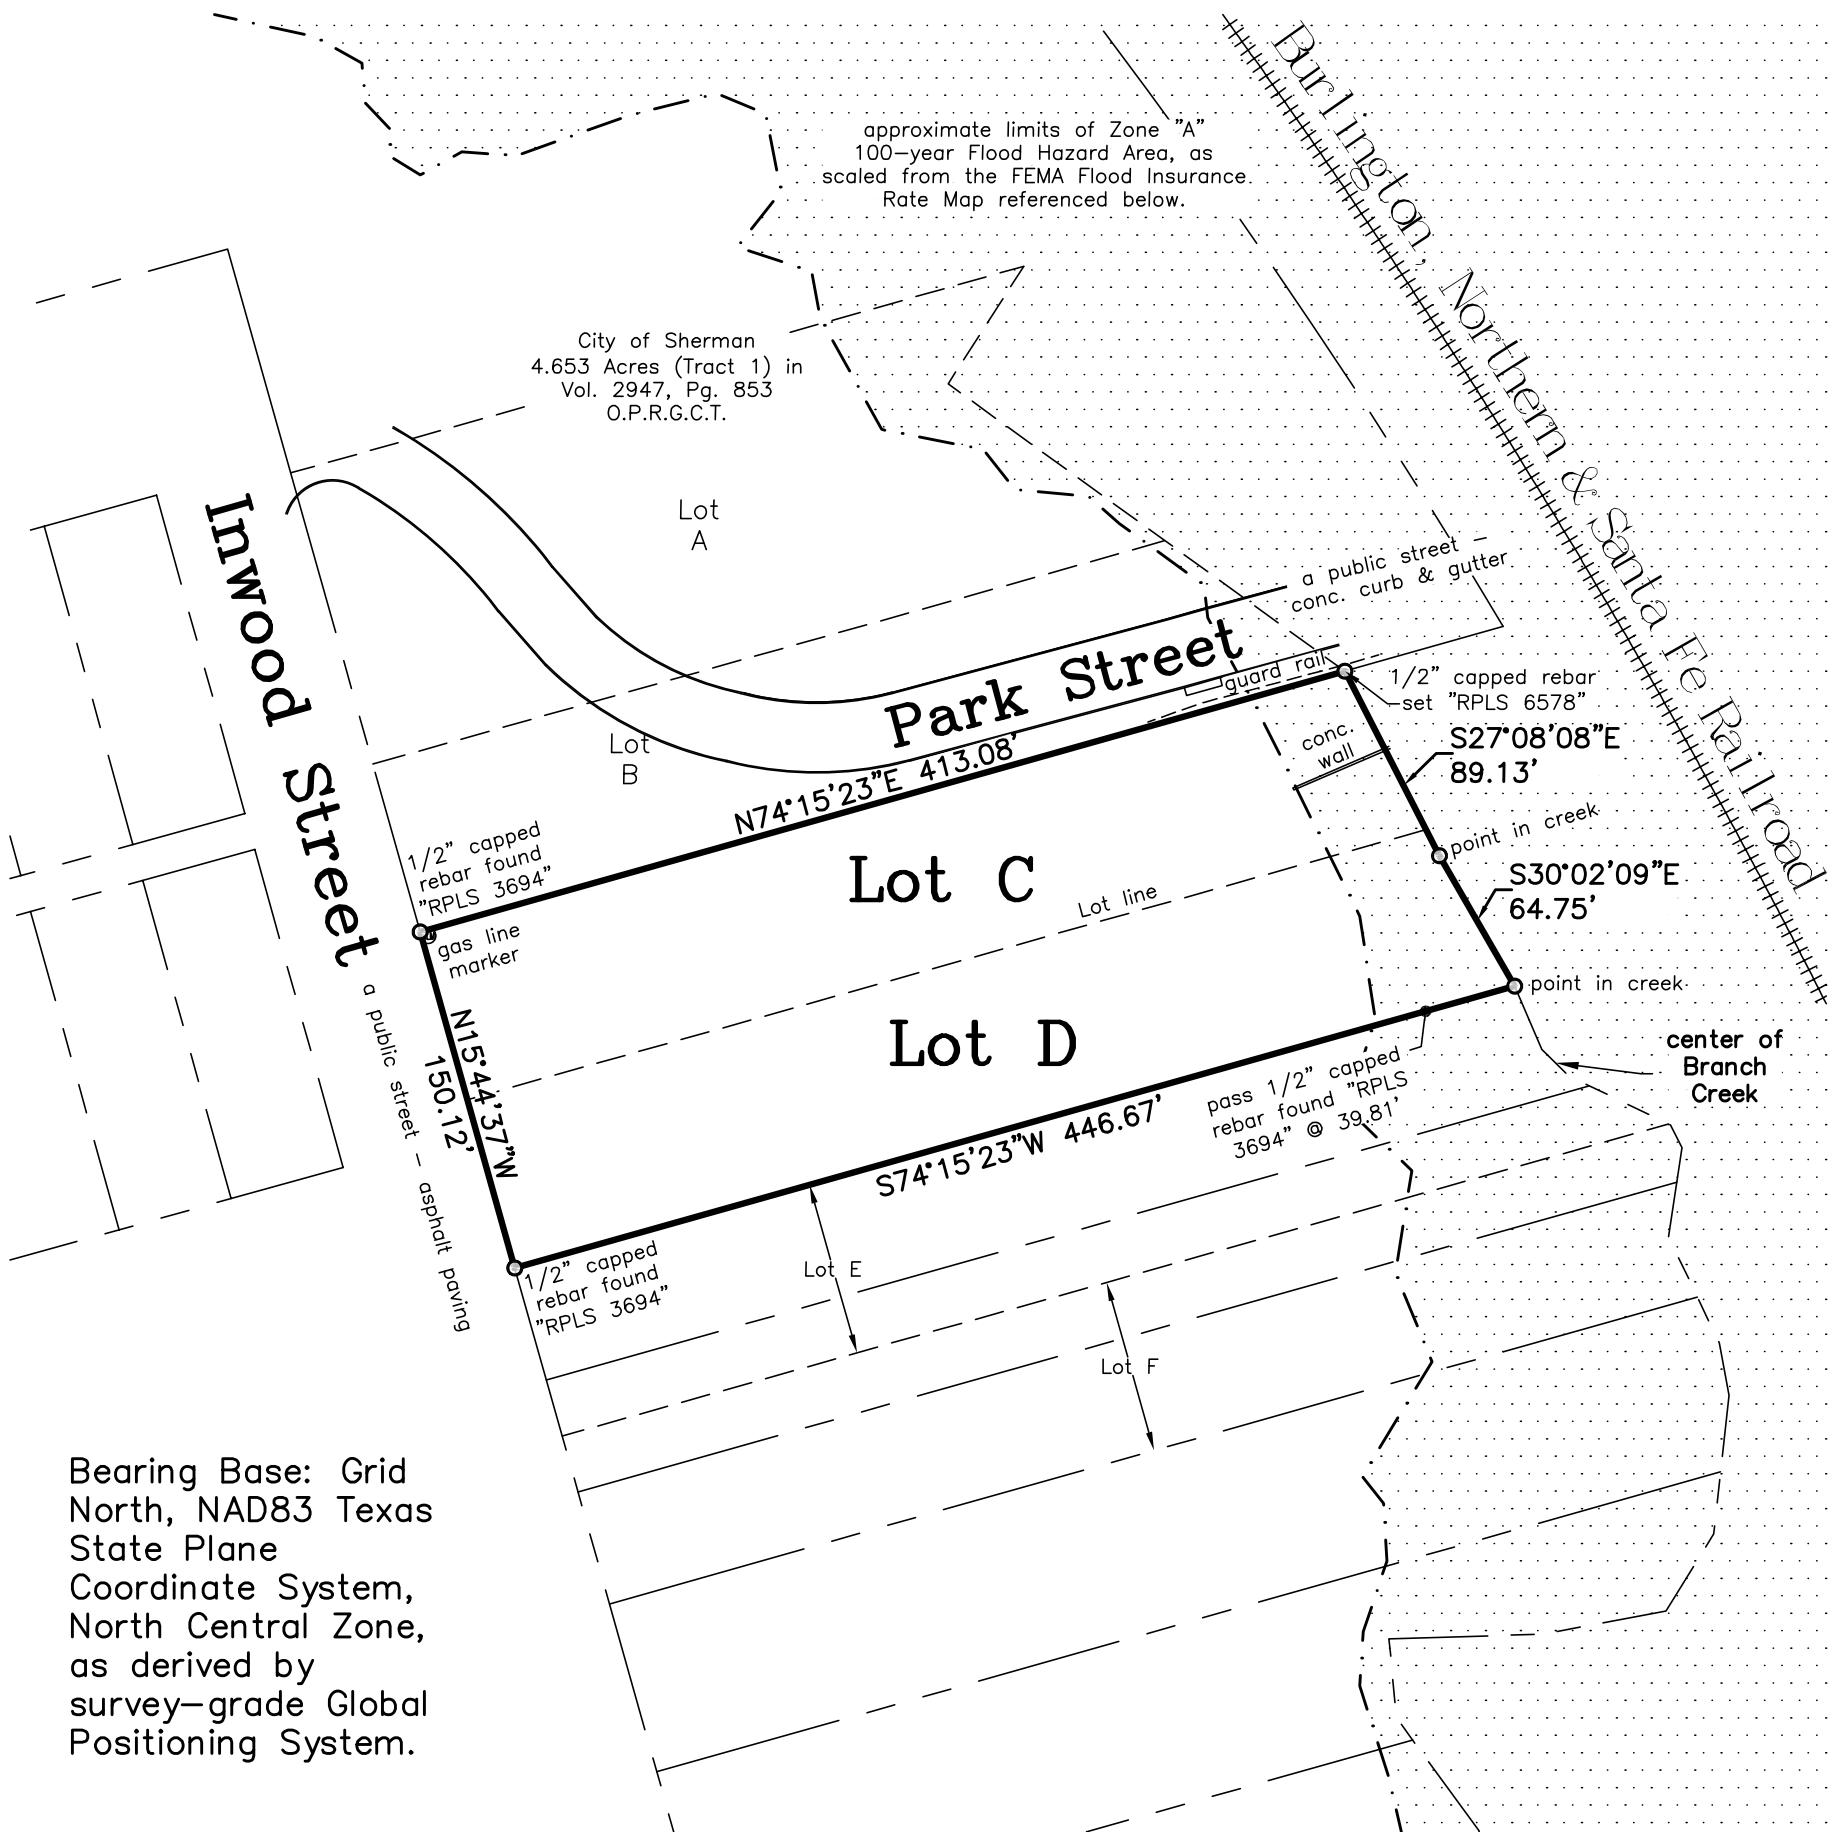 Burlington, Northern & Santa Fe Railroad
approximate limits of Zone "A"
100-year Flood Hazard Area, as
scaled from the FEMA Flood Insurance
Rate Map referenced below.
City of Sherman
4.653 Acres (Tract 1) in
Vol. 2947, Pg. 853
O.P.R.G.C.T.
Lot
A
Inwood Street
a public street - asphalt paving
a public street -
conc. curb & gutter
Park Street
guard rail
1/2" capped rebar
set "RPLS 6578"
S27°08'08"E
89.13'
conc.
wall
Lot
B
N74°15'23"E 413.08'
1/2" capped
rebar found
"RPLS 3694"
gas line
marker
Lot C
point in creek
S30°02'09"E
64.75'
Lot line
point in creek
N15°44'37"W
150.12'
Lot D
center of
Branch
Creek
pass 1/2" capped
rebar found "RPLS
3694" @ 39.81'
S74°15'23"W 446.67'
1/2" capped
rebar found
"RPLS 3694"
Lot E
Lot F
Bearing Base: Grid
North, NAD83 Texas
State Plane
Coordinate System,
North Central Zone,
as derived by
survey-grade Global
Positioning System.